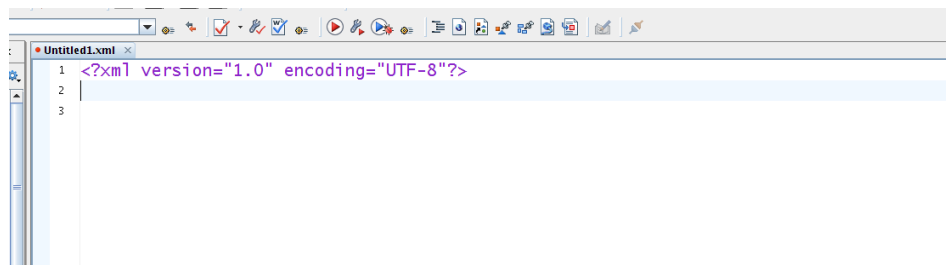 Untitled1.xml
1 <?xml version="1.0" encoding="UTF-8"?>
2
3